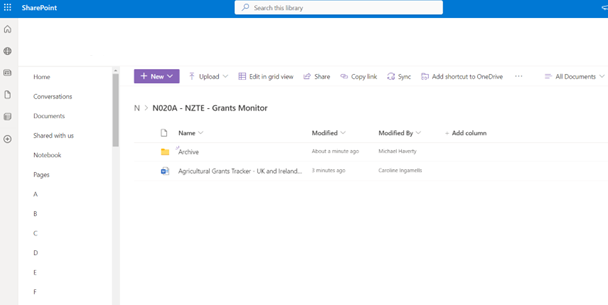 SharePoint
Search this library
Home
Conversations
Documents
Shared with us
Notebook
Pages
A
B
C
D
E
F
New
Upload
Edit in grid view
Share
Copy link
Sync
Add shortcut to OneDrive
...
All Documents
N > N020A - NZTE - Grants Monitor
Name
Modified
Modified By
+ Add column
Archive
About a minute ago
Michael Haverty
Agricultural Grants Tracker - UK and Ireland...
3 minutes ago
Caroline Ingamells